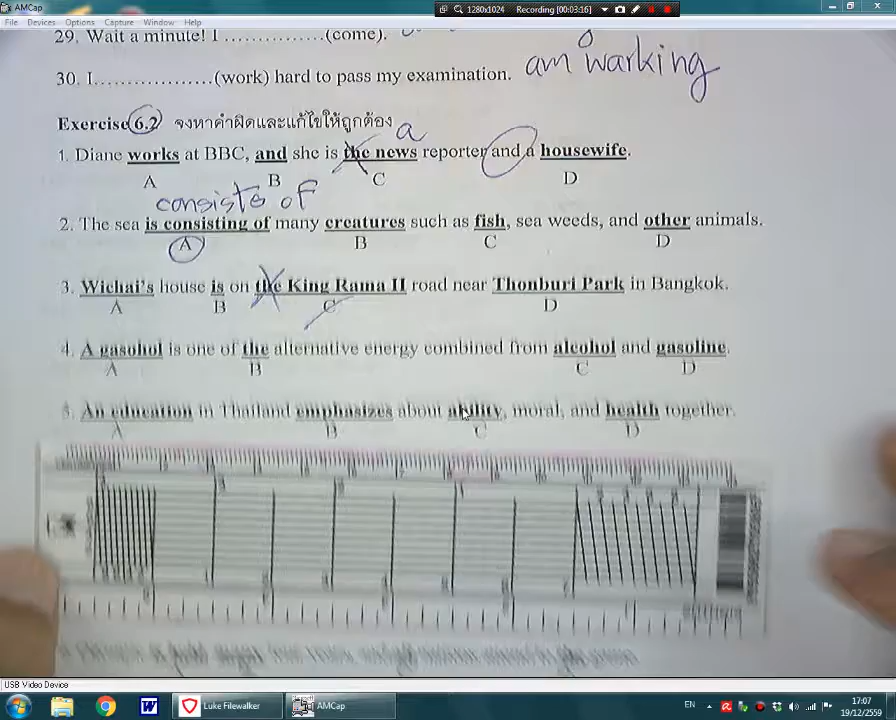 AMCap
1280x1024 Recording [00:03:16]
File Devices Options Capture Window Help
29. Wait a minute! I ................(come).
30. I..................(work) hard to pass my examination. am warking
Exercise 6.2 จงหาคำผิดและแก้ไขให้ถูกต้อง
a
1. Diane works at BBC, and she is the news reporter and a housewife.
A B C D
consists of
2. The sea is consisting of many creatures such as fish, sea weeds, and other animals.
A B C D
3. Wichai's house is on the King Rama II road near Thonburi Park in Bangkok.
A B C D
4. A gasohol is one of the alternative energy combined from alcohol and gasoline.
A B C D
5. An education in Thailand emphasizes about ability, moral, and health together.
A B C D
USB Video Device
Luke Filewalker AMCap EN 17:07
19/12/2559